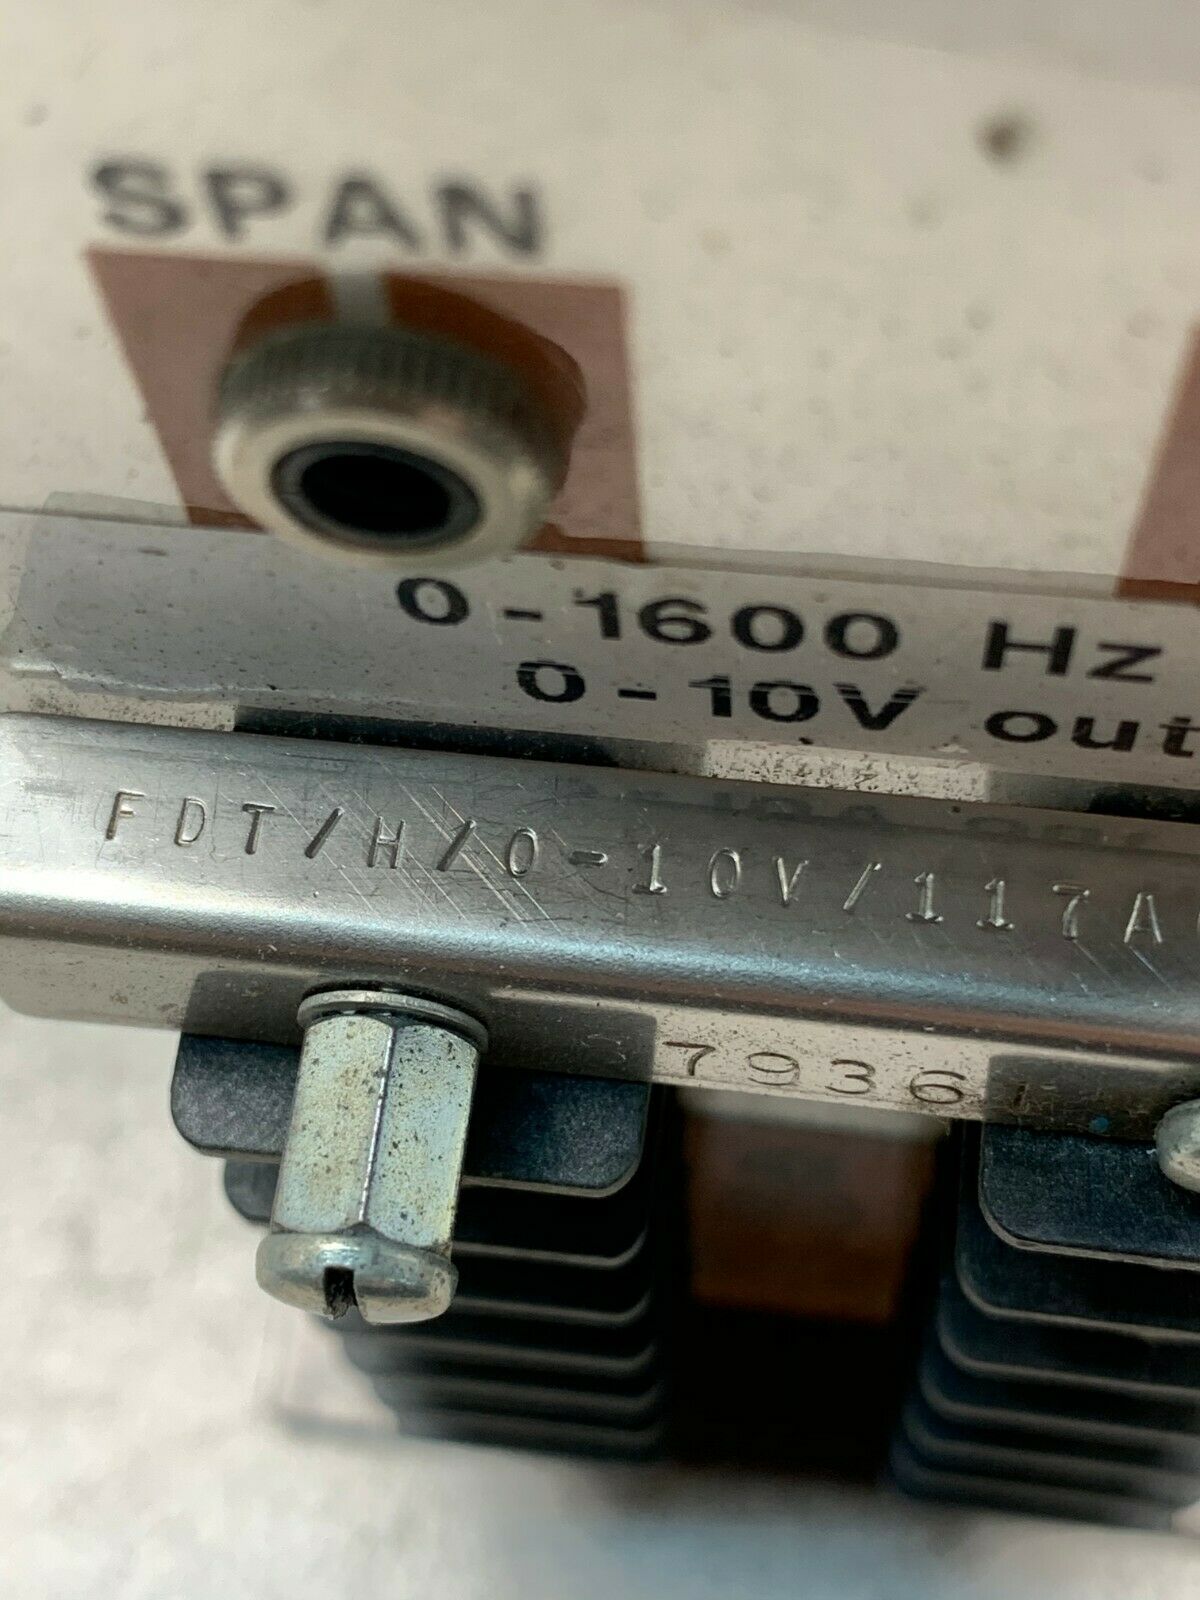 SPAN
0-1600 Hz
0-10V out
FDT/H/0-10V/117A
7936